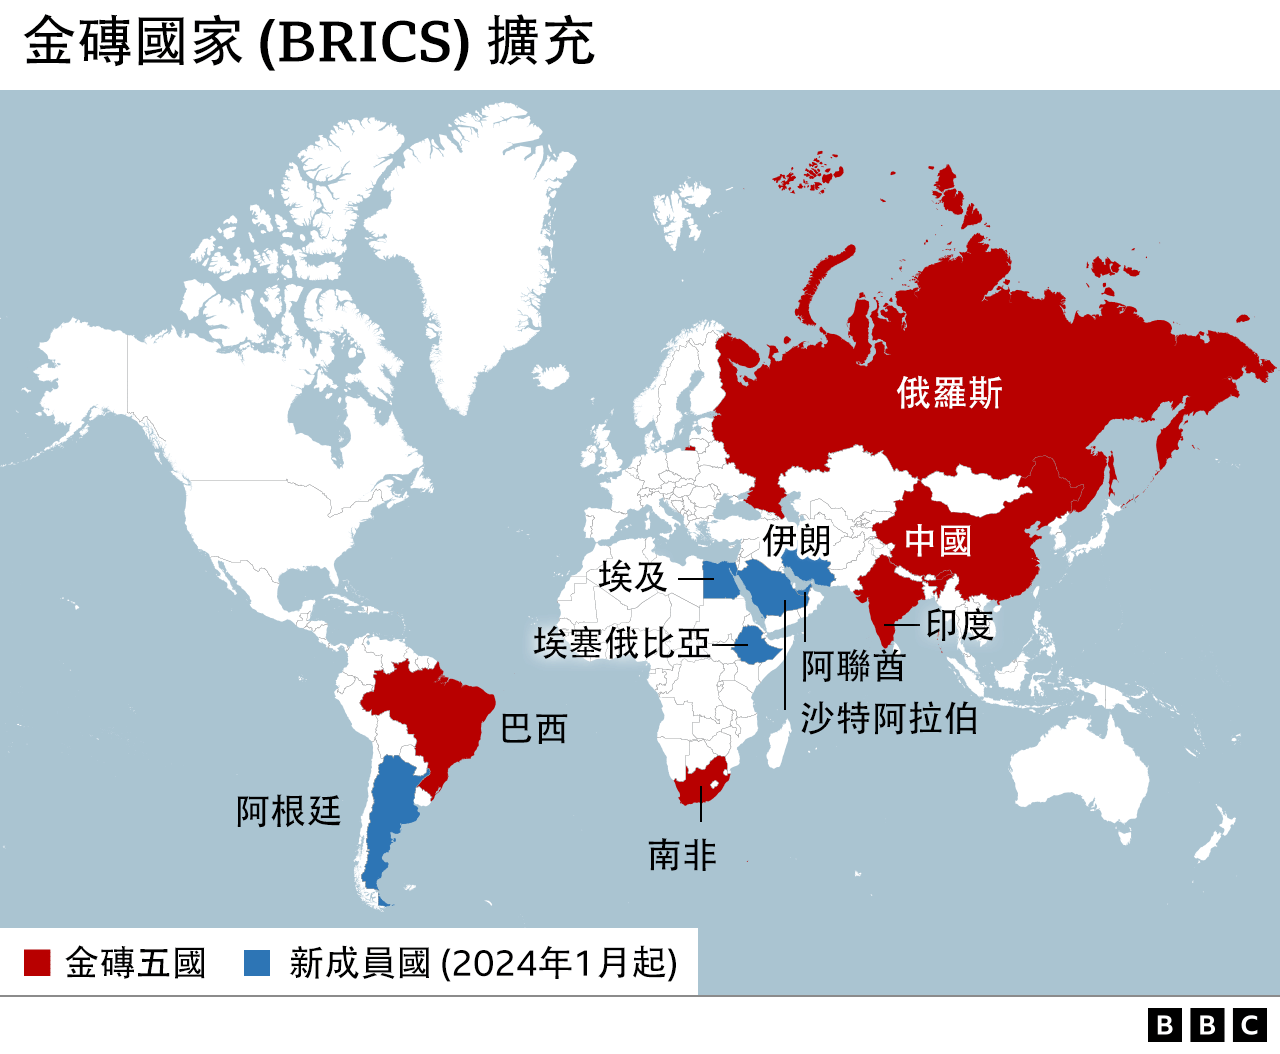 金磚國家 (BRICS) 擴充
俄羅斯
伊朗
中國
埃及
印度
埃塞俄比亞
阿聯酋
沙特阿拉伯
巴西
阿根廷
南非
金磚五國
新成員國 (2024年1月起)
BBC